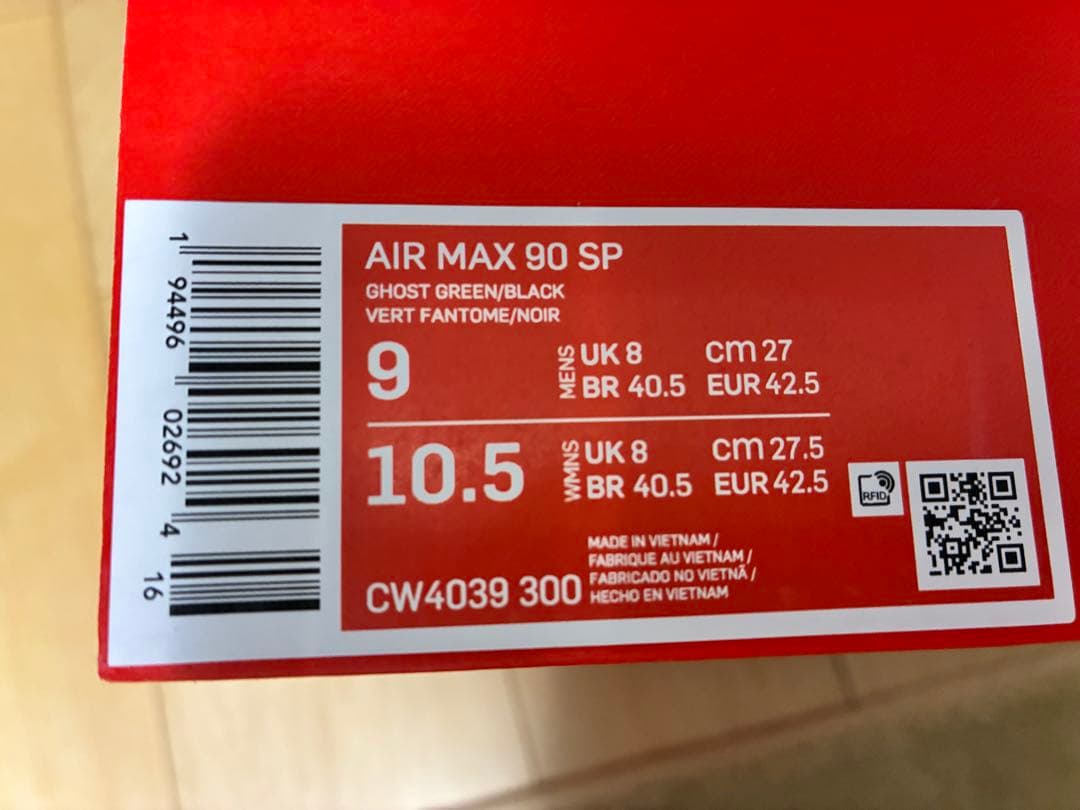 1 94496 02692 4 16
AIR MAX 90 SP
GHOST GREEN/BLACK
VERT FANTOME/NOIR
9
MENS
UK 8 cm 27
BR 40.5 EUR 42.5
10.5
WMNS
UK 8 cm 27.5
BR 40.5 EUR 42.5
RFID
CW4039 300
MADE IN VIETNAM /
FABRIQUE AU VIETNAM /
FABRICADO NO VIETNÃ /
HECHO EN VIETNAM